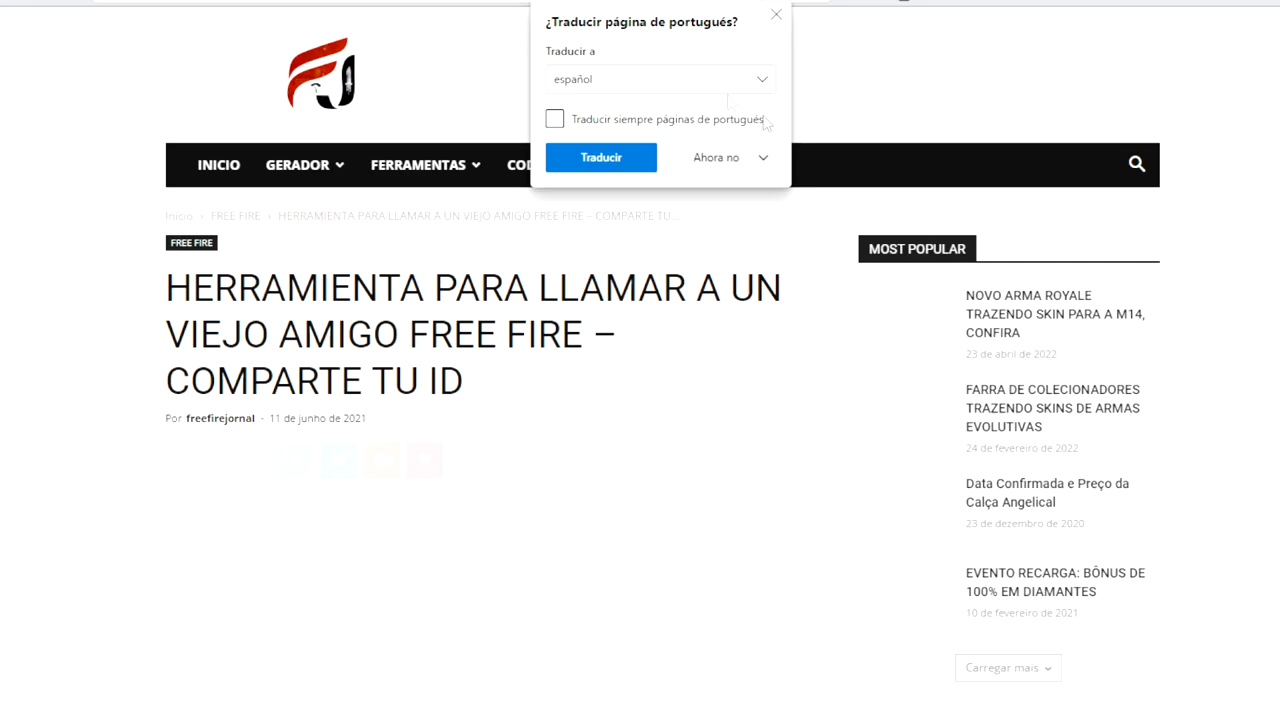 ¿Traducir página de portugués?
Traducir a
español
Traducir siempre páginas de portugués
Traducir
Ahora no
INICIO
GERADOR
FERRAMENTAS
Início › FREE FIRE › HERRAMIENTA PARA LLAMAR A UN VIEJO AMIGO FREE FIRE – COMPARTE TU...
FREE FIRE
HERRAMIENTA PARA LLAMAR A UN
VIEJO AMIGO FREE FIRE –
COMPARTE TU ID
Por freefirejornal - 11 de junho de 2021
MOST POPULAR
NOVO ARMA ROYALE
TRAZENDO SKIN PARA A M14,
CONFIRA
23 de abril de 2022
FARRA DE COLECIONADORES
TRAZENDO SKINS DE ARMAS
EVOLUTIVAS
24 de fevereiro de 2022
Data Confirmada e Preço da
Calça Angelical
23 de dezembro de 2020
EVENTO RECARGA: BÔNUS DE
100% EM DIAMANTES
10 de fevereiro de 2021
Carregar mais